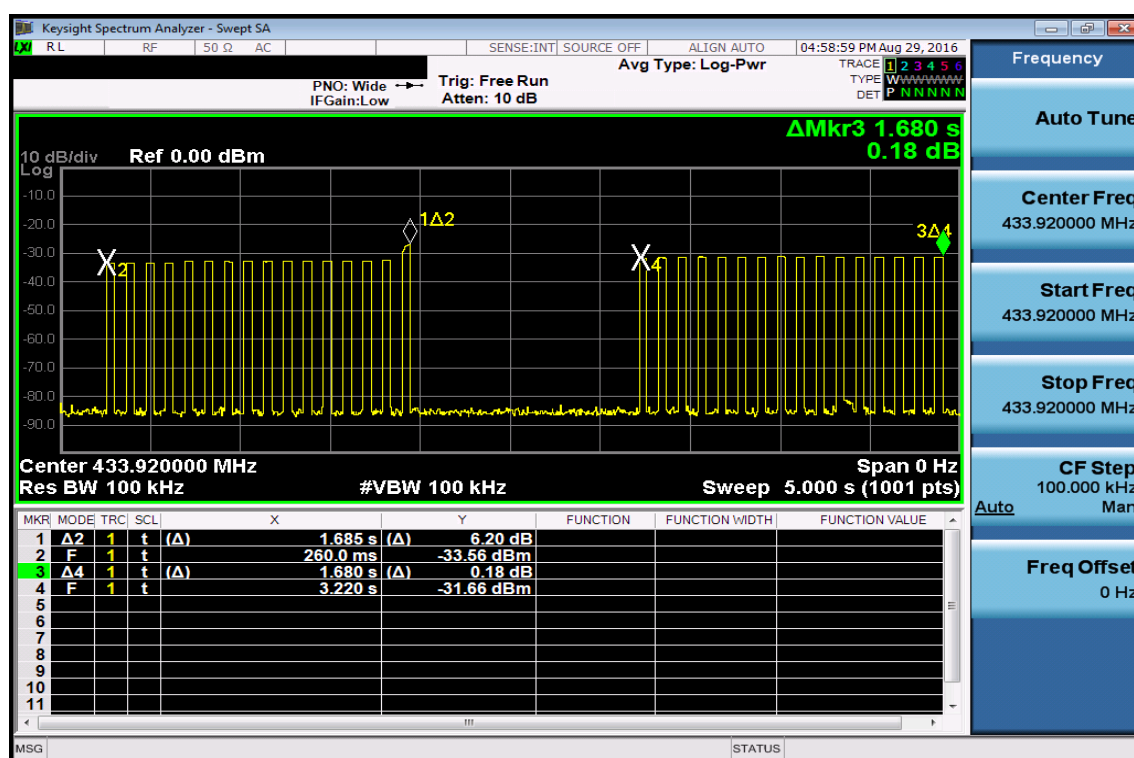 Keysight Spectrum Analyzer - Swept SA
LXI RL RF 50 Ω AC SENSE:INT SOURCE OFF ALIGN AUTO 04:58:59 PM Aug 29, 2016
PNO: Wide IFGain:Low
Trig: Free Run
Atten: 10 dB
Avg Type: Log-Pwr
TRACE 1 2 3 4 5 6
TYPE WWWWWW
DET P N N N N N
ΔMkr3 1.680 s
0.18 dB
10 dB/div Ref 0.00 dBm
Log
-10.0
-20.0
-30.0
-40.0
-50.0
-60.0
-70.0
-80.0
-90.0
2
1Δ2
4
3Δ4
Center 433.920000 MHz Span 0 Hz
Res BW 100 kHz #VBW 100 kHz Sweep 5.000 s (1001 pts)
MKR MODE TRC SCL X Y FUNCTION FUNCTION WIDTH FUNCTION VALUE
1 Δ2 1 t (Δ) 1.685 s (Δ) 6.20 dB
2 F 1 t 260.0 ms -33.56 dBm
3 Δ4 1 t (Δ) 1.680 s (Δ) 0.18 dB
4 F 1 t 3.220 s -31.66 dBm
5
6
7
8
9
10
11
MSG STATUS
Frequency
Auto Tune
Center Freq
433.920000 MHz
Start Freq
433.920000 MHz
Stop Freq
433.920000 MHz
CF Step
100.000 kHz
Auto Man
Freq Offset
0 Hz